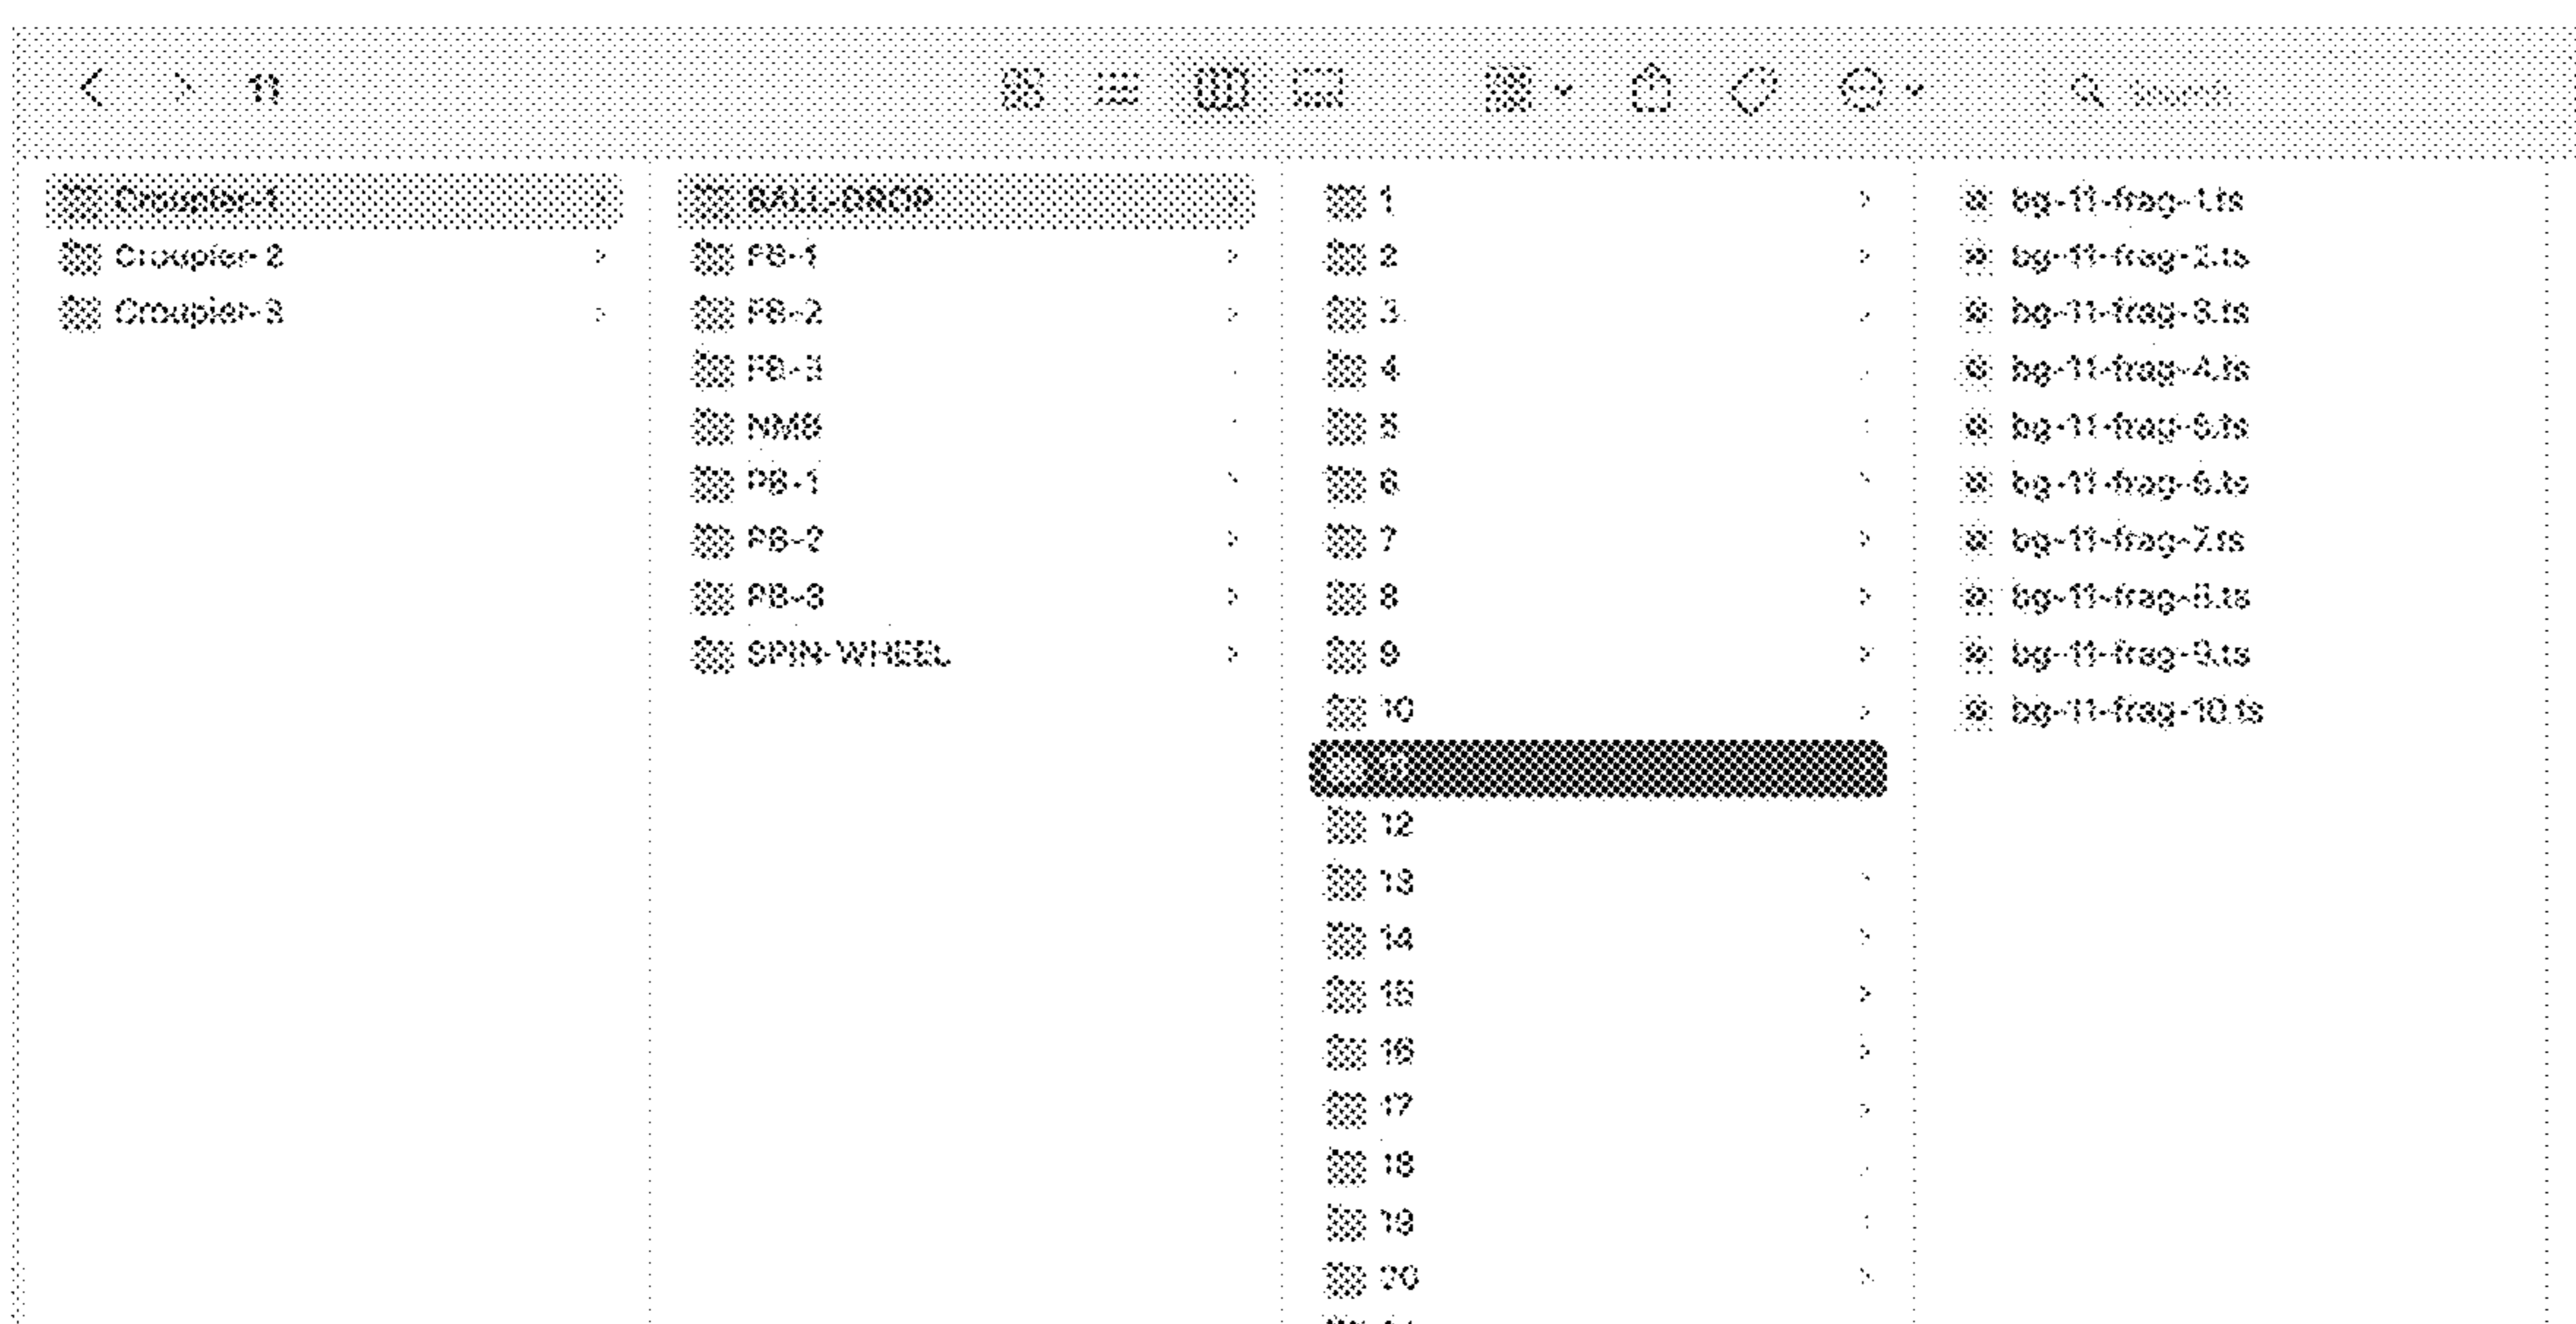 Search
Croupier-1
Croupier-2
Croupier-3
BALL-DROP
FB-1
FB-2
FB-3
NMB
PB-1
PB-2
PB-3
SPIN-WHEEL
1
2
3
4
5
6
7
8
9
10
11
12
13
14
15
16
17
18
19
20
bg-11-frag-1.ts
bg-11-frag-2.ts
bg-11-frag-3.ts
bg-11-frag-4.ts
bg-11-frag-5.ts
bg-11-frag-6.ts
bg-11-frag-7.ts
bg-11-frag-8.ts
bg-11-frag-9.ts
bg-11-frag-10.ts